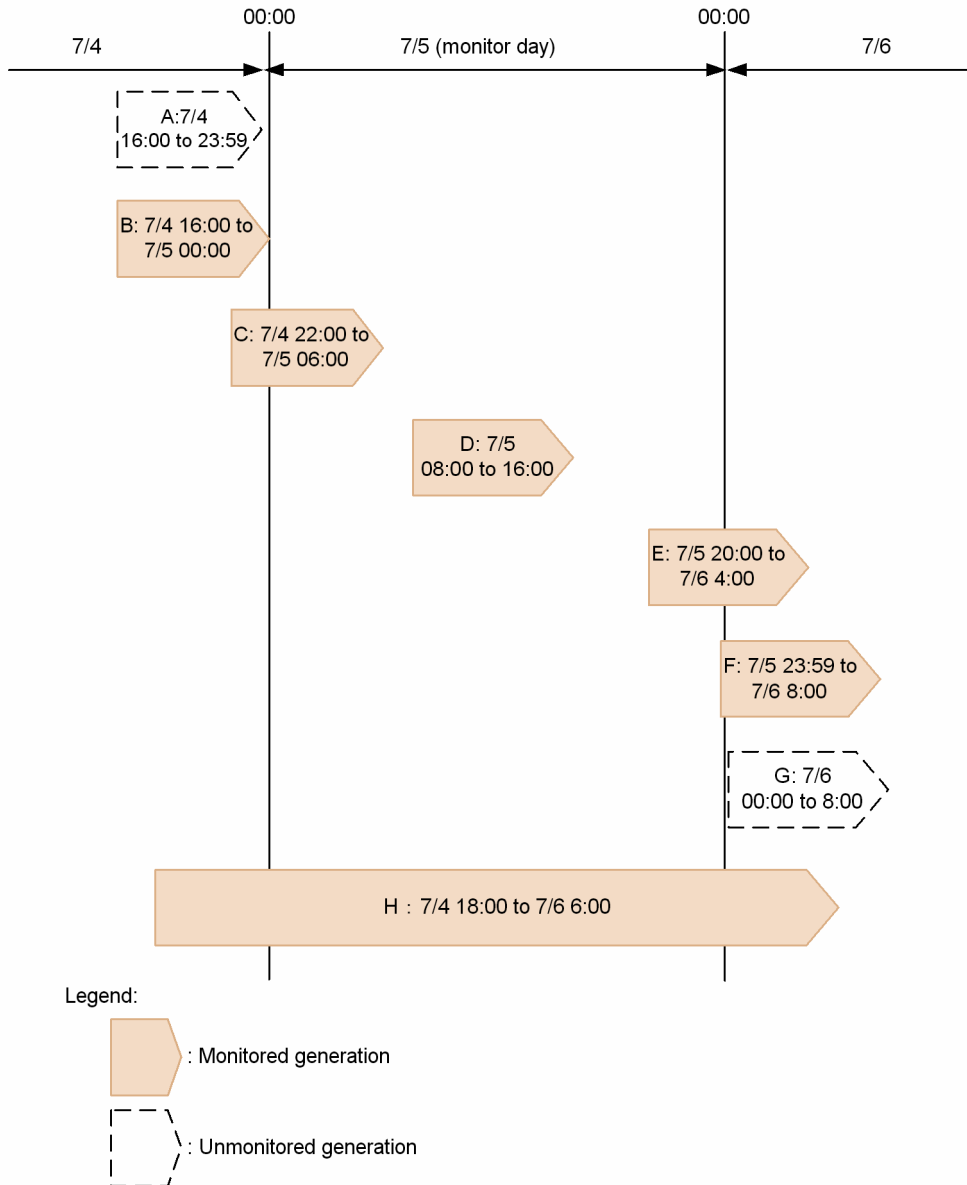 00:00 00:00
7/4 7/5 (monitor day) 7/6
A:7/4
16:00 to 23:59
B: 7/4 16:00 to
7/5 00:00
C: 7/4 22:00 to
7/5 06:00
D: 7/5
08:00 to 16:00
E: 7/5 20:00 to
7/6 4:00
F: 7/5 23:59 to
7/6 8:00
G: 7/6
00:00 to 8:00
H : 7/4 18:00 to 7/6 6:00
Legend:
: Monitored generation
: Unmonitored generation